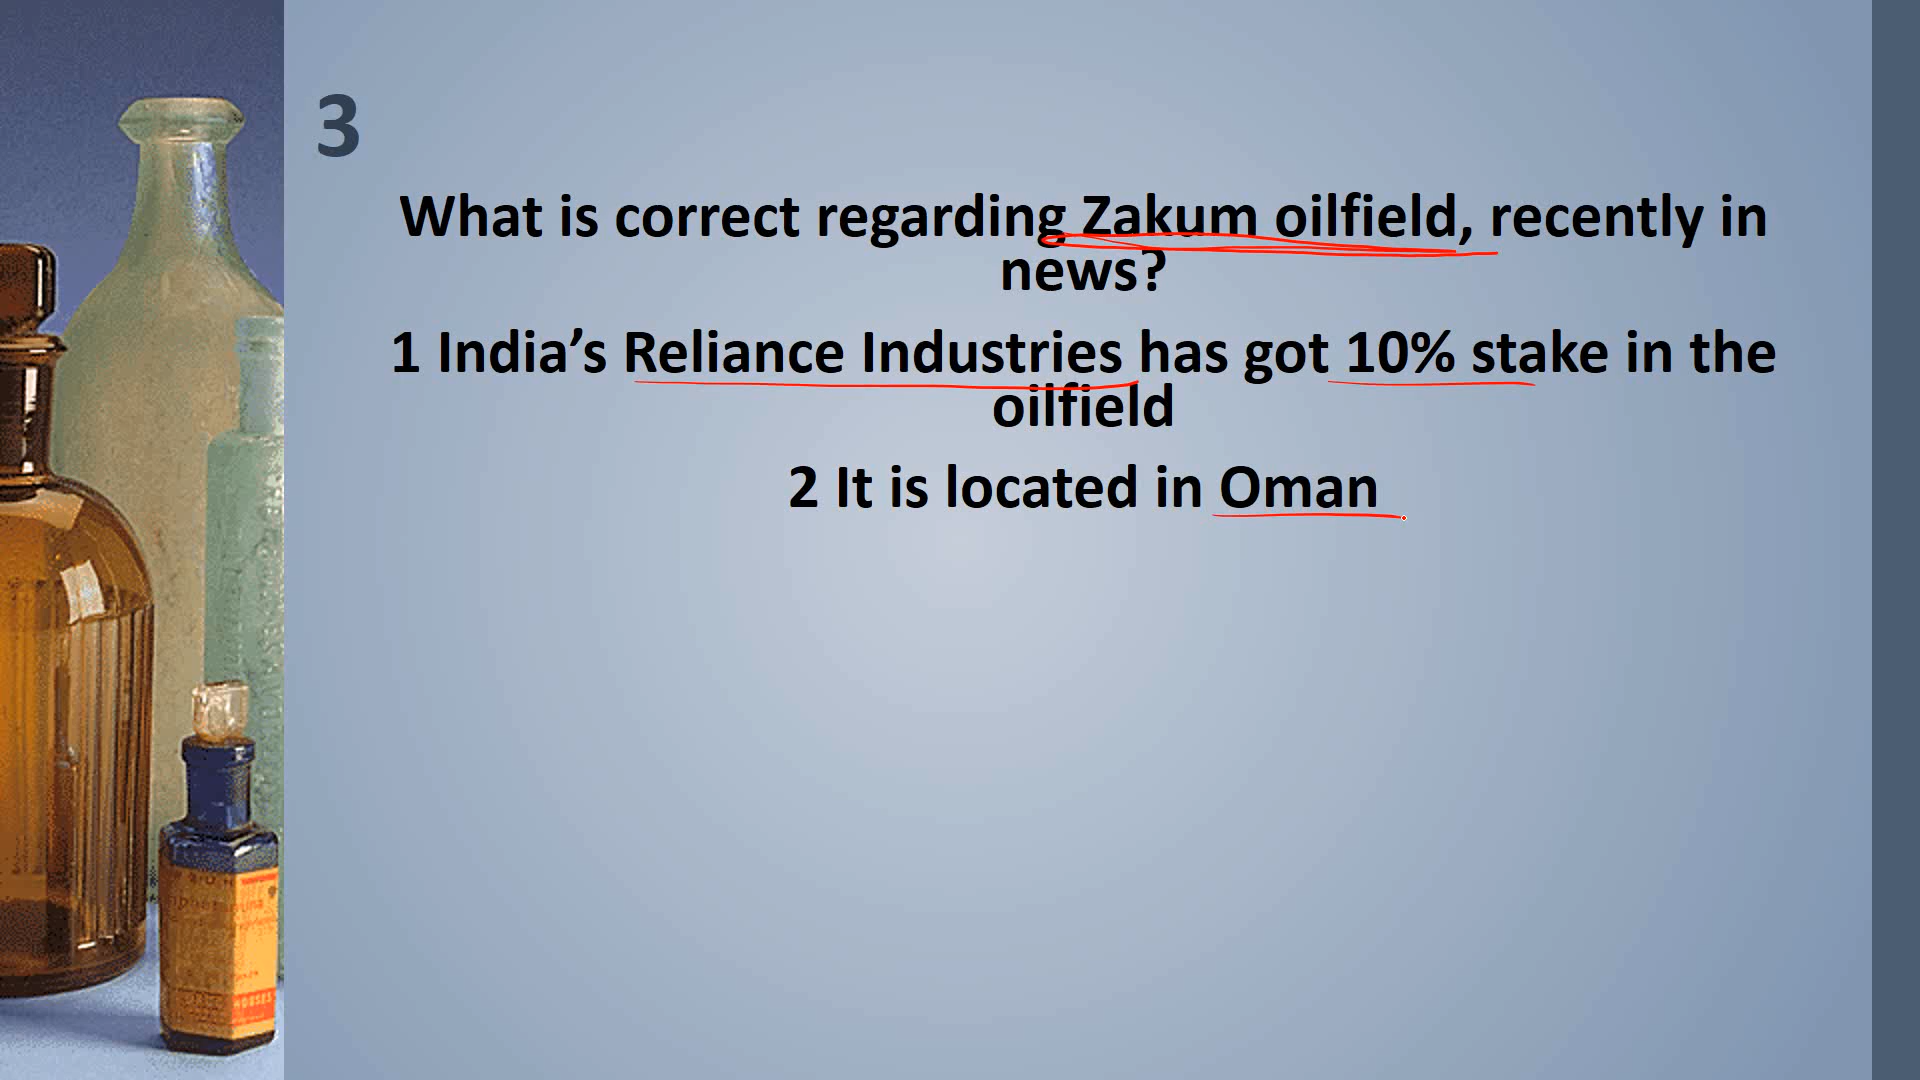 3
What is correct regarding Zakum oilfield, recently in
news?
1 India’s Reliance Industries has got 10% stake in the
oilfield
2 It is located in Oman
HOUSES